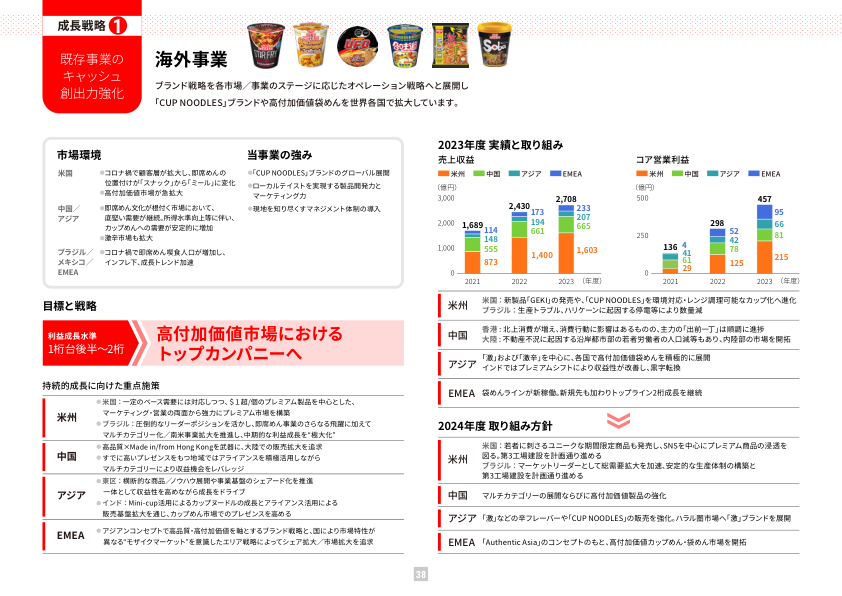 成長戦略 1
既存事業の
キャッシュ
創出力強化
海外事業
ブランド戦略を各市場／事業のステージに応じたオペレーション戦略へと展開し
「CUP NOODLES」ブランドや高付加価値袋めんを世界各国で拡大しています。
市場環境
米国
●コロナ禍で顧客層が拡大し、即席めんの
位置付けが「スナック」から「ミール」に変化
●高付加価値市場が急拡大
中国／
アジア
●即席めん文化が根付く市場において、
底堅い需要が継続。所得水準向上等に伴い、
カップめんへの需要が安定的に増加
●激辛市場も拡大
ブラジル／
メキシコ／
EMEA
●コロナ禍で即席めん喫食人口が増加し、
インフレ下、成長トレンド加速
当事業の強み
●「CUP NOODLES」ブランドのグローバル展開
●ローカルテイストを実現する製品開発力と
マーケティング力
●現地を知り尽くすマネジメント体制の導入
目標と戦略
利益成長水準
1桁台後半〜2桁
高付加価値市場における
トップカンパニーへ
持続的成長に向けた重点施策
米州
●米国：一定のベース需要には対応しつつ、$１超/個のプレミアム製品を中心とした、
マーケティング・営業の両面から強力にプレミアム市場を構築
●ブラジル：圧倒的なリーダーポジションを活かし、即席めん事業のさらなる飛躍に加えて
マルチカテゴリー化／南米事業拡大を推進し、中期的な利益成長を“極大化”
中国
●高品質×Made in/from Hong Kongを武器に、大陸での販売拡大を追求
●すでに高いプレゼンスをもつ地域ではアライアンスを積極活用しながら
マルチカテゴリーにより収益機会をレバレッジ
アジア
●東区：横断的な商品／ノウハウ展開や事業基盤のシェアード化を推進
一体として収益性を高めながら成長をドライブ
●インド：Mini-cup活用によるカップヌードルの成長とアライアンス活用による
販売基盤拡大を通じ、カップめん市場でのプレゼンスを高める
EMEA
●アジアンコンセプトで高品質・高付加価値を軸とするブランド戦略と、国により市場特性が
異なる“モザイクマーケット”を意識したエリア戦略によってシェア拡大／市場拡大を追求
2023年度 実績と取り組み
売上収益
米州 中国 アジア EMEA
(億円)
3,000
2,000
1,000
0
1,689
114
148
555
873
2,430
173
194
661
1,400
2,708
233
207
665
1,603
2021 2022 2023 (年度)
コア営業利益
米州 中国 アジア EMEA
(億円)
500
250
0
136
4
41
61
29
298
52
42
78
125
457
95
66
81
215
2021 2022 2023 (年度)
米州
米国：新製品「GEKI」の発売や、「CUP NOODLES」を環境対応・レンジ調理可能なカップ化へ進化
ブラジル：生産トラブル、ハリケーンに起因する停電等により数量減
中国
香港：北上消費が増え、消費行動に影響はあるものの、主力の「出前一丁」は順調に進捗
大陸：不動産不況に起因する沿岸都市部の若者労働者の人口減等もあり、内陸部の市場を開拓
アジア
「激」および「激辛」を中心に、各国で高付加価値袋めんを積極的に展開
インドではプレミアムシフトにより収益性が改善し、黒字転換
EMEA
袋めんラインが新稼働。新規先も加わりトップライン2桁成長を継続
2024年度 取り組み方針
米州
米国：若者に刺さるユニークな期間限定商品も発売し、SNSを中心にプレミアム商品の浸透を
図る。第3工場建設を計画通り進める
ブラジル：マーケットリーダーとして総需要拡大を加速。安定的な生産体制の構築と
第3工場建設を計画通り進める
中国
マルチカテゴリーの展開ならびに高付加価値製品の強化
アジア
「激」などの辛フレーバーや「CUP NOODLES」の販売を強化。ハラル圏市場へ「激」ブランドを展開
EMEA
「Authentic Asia」のコンセプトのもと、高付加価値カップめん・袋めん市場を開拓
38